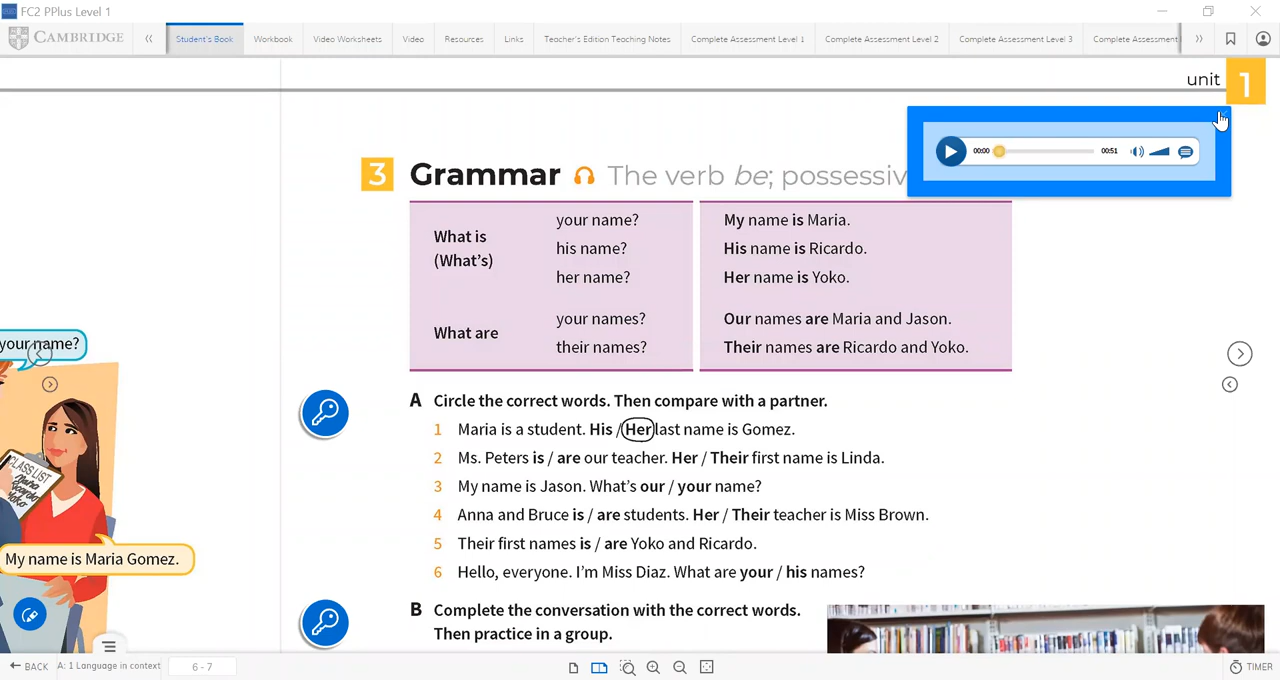 FC2 PPlus Level 1
CAMBRIDGE
Student's Book
Workbook
Video Worksheets
Video
Resources
Links
Teacher's Edition Teaching Notes
Complete Assessment Level 1
Complete Assessment Level 2
Complete Assessment Level 3
Complete Assessment
unit 1
00:00
00:51
3 Grammar The verb be; possessiv
What is
(What's)
your name?
his name?
her name?
My name is Maria.
His name is Ricardo.
Her name is Yoko.
What are
your names?
their names?
Our names are Maria and Jason.
Their names are Ricardo and Yoko.
your name?
CLASS LIST
Maria
Ricardo
Yoko
My name is Maria Gomez.
A Circle the correct words. Then compare with a partner.
1 Maria is a student. His / Her last name is Gomez.
2 Ms. Peters is / are our teacher. Her / Their first name is Linda.
3 My name is Jason. What's our / your name?
4 Anna and Bruce is / are students. Her / Their teacher is Miss Brown.
5 Their first names is / are Yoko and Ricardo.
6 Hello, everyone. I'm Miss Diaz. What are your / his names?
B Complete the conversation with the correct words.
Then practice in a group.
BACK
A: 1 Language in context
6 - 7
TIMER